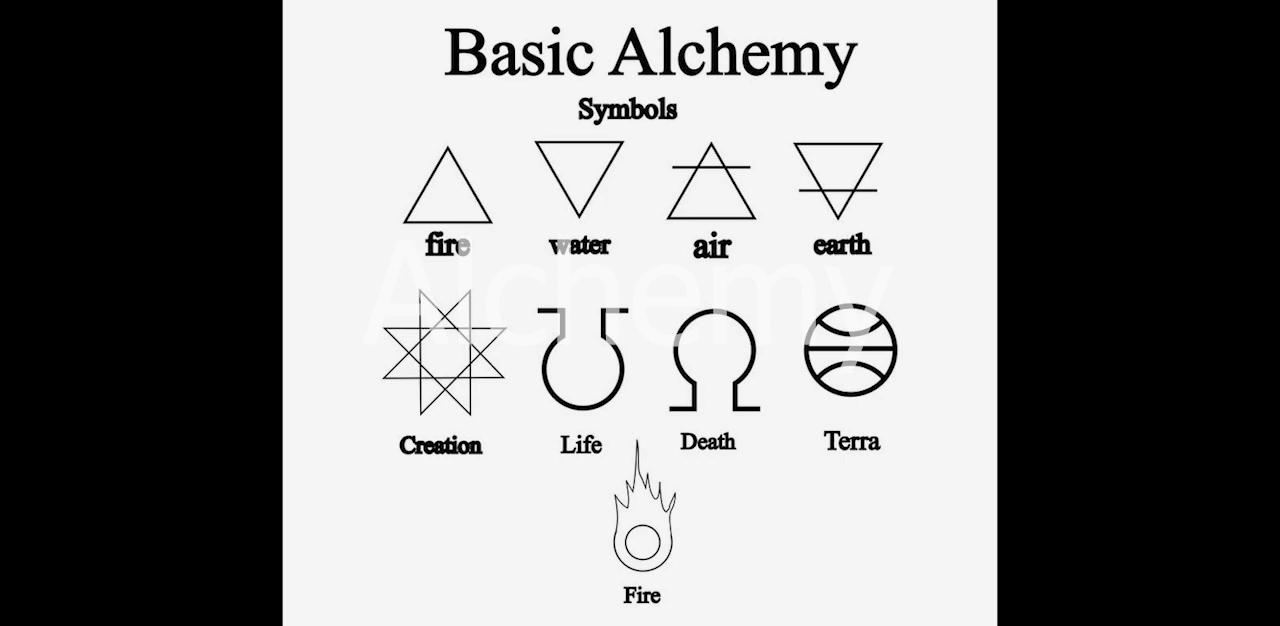 Basic Alchemy
Symbols
fire water air earth
Alchemy
Creation Life Death Terra
Fire